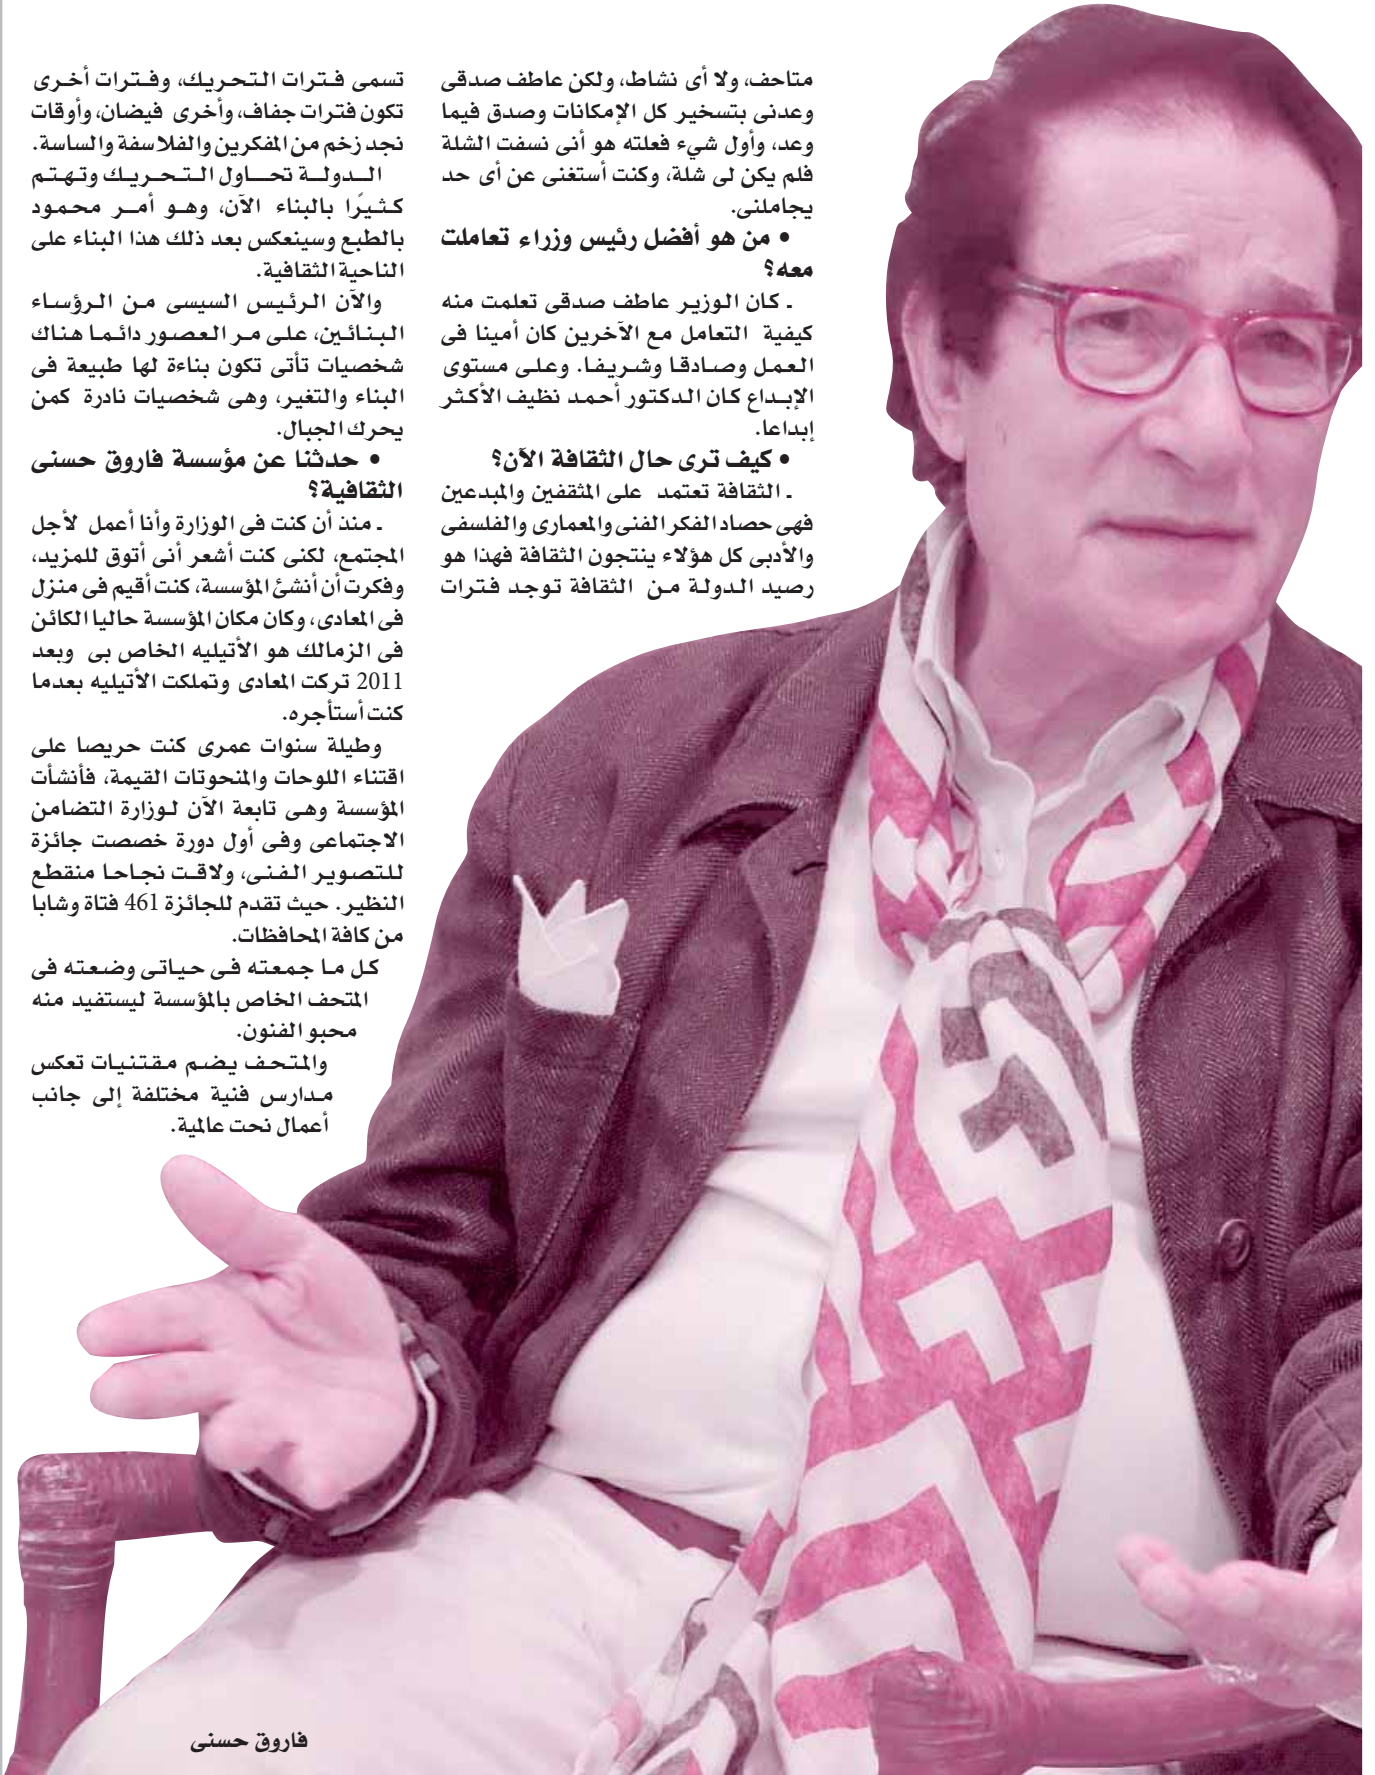 متاحف، ولا أى نشاط، ولكن عاطف صدقى
وعدنى بتسخير كل الإمكانات وصدق فيما
وعد، وأول شيء فعلته هو أنى نسفت الشلة
فلم يكن لى شلة، وكنت أستغنى عن أى حد
يجاملنى.
• من هو أفضل رئيس وزراء تعاملت
معه؟
ـ كان الوزير عاطف صدقى تعلمت منه
كيفية التعامل مع الآخرين كان أمينا فى
العمل وصادقا وشريفا. وعلى مستوى
الإبداع كان الدكتور أحمد نظيف الأكثر
إبداعا.
• كيف ترى حال الثقافة الآن؟
ـ الثقافة تعتمد على المثقفين والمبدعين
فهى حصاد الفكر الفنى والمعمارى والفلسفى
والأدبى كل هؤلاء ينتجون الثقافة فهذا هو
رصيد الدولة من الثقافة توجد فترات
تسمى فترات التحريك، وفترات أخرى
تكون فترات جفاف، وأخرى فيضان، وأوقات
نجد زخم من المفكرين والفلاسفة والساسة.
الدولة تحاول التحريك وتهتم
كثيرًا بالبناء الآن، وهو أمر محمود
بالطبع وسينعكس بعد ذلك هذا البناء على
الناحية الثقافية.
والآن الرئيس السيسى من الرؤساء
البنائين، على مر العصور دائما هناك
شخصيات تأتى تكون بناءة لها طبيعة فى
البناء والتغير، وهى شخصيات نادرة كمن
يحرك الجبال.
• حدثنا عن مؤسسة فاروق حسنى
الثقافية؟
ـ منذ أن كنت فى الوزارة وأنا أعمل لأجل
المجتمع، لكنى كنت أشعر أنى أتوق للمزيد،
وفكرت أن أنشئ المؤسسة، كنت أقيم فى منزل
فى المعادى، وكان مكان المؤسسة حاليا الكائن
فى الزمالك هو الأتيليه الخاص بى وبعد
2011 تركت المعادى وتملكت الأتيليه بعدما
كنت أستأجره.
وطيلة سنوات عمرى كنت حريصا على
اقتناء اللوحات والمنحوتات القيمة، فأنشأت
المؤسسة وهى تابعة الآن لوزارة التضامن
الاجتماعى وفى أول دورة خصصت جائزة
للتصوير الفنى، ولاقت نجاحا منقطع
النظير. حيث تقدم للجائزة 461 فتاة وشابا
من كافة المحافظات.
كل ما جمعته فى حياتى وضعته فى
المتحف الخاص بالمؤسسة ليستفيد منه
محبو الفنون.
والمتحف يضم مقتنيات تعكس
مدارس فنية مختلفة إلى جانب
أعمال نحت عالمية.
فاروق حسنى